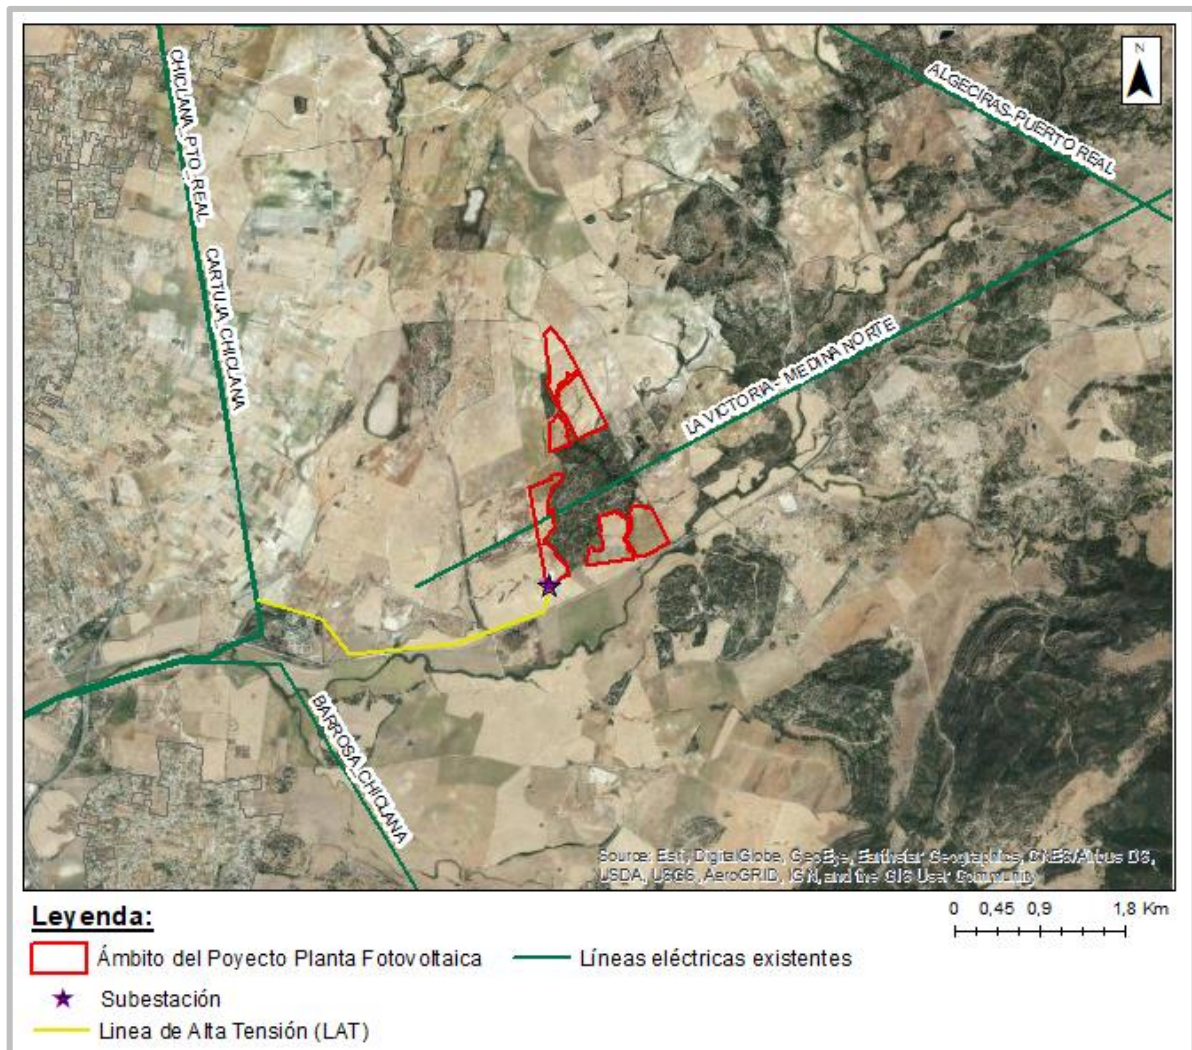 N
ALGECIRAS-PUERTO REAL
CHICLANA_PTO_REAL
CARTUJA_CHICLANA
LA VICTORIA - MEDINA NORTE
BARROSA_CHICLANA
Source: Esri, DigitalGlobe, GeoEye, Earthstar Geographics, CNES/Airbus DS,
USDA, USGS, AeroGRID, IGN, and the GIS User Community
Leyenda:
0 0,45 0,9 1,8 Km
Ámbito del Poyecto Planta Fotovoltaica
Líneas eléctricas existentes
Subestación
Linea de Alta Tensión (LAT)